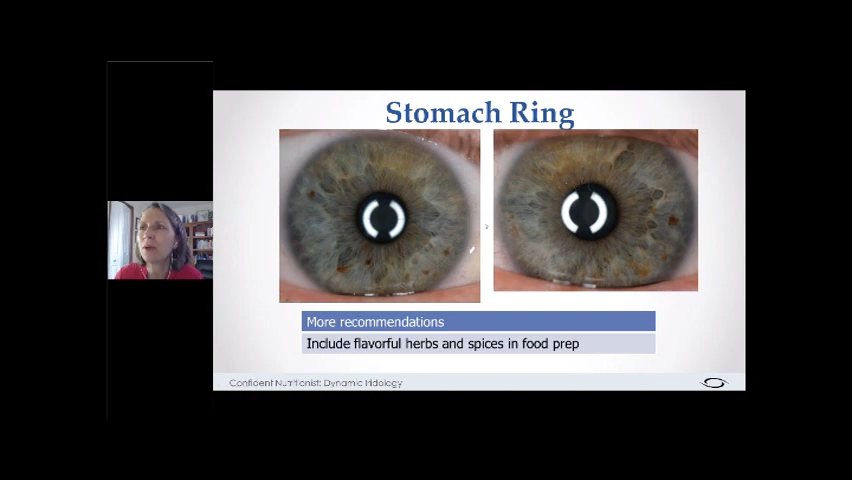 Stomach Ring
More recommendations
Include flavorful herbs and spices in food prep
Confident Nutritionist: Dynamic Iridology